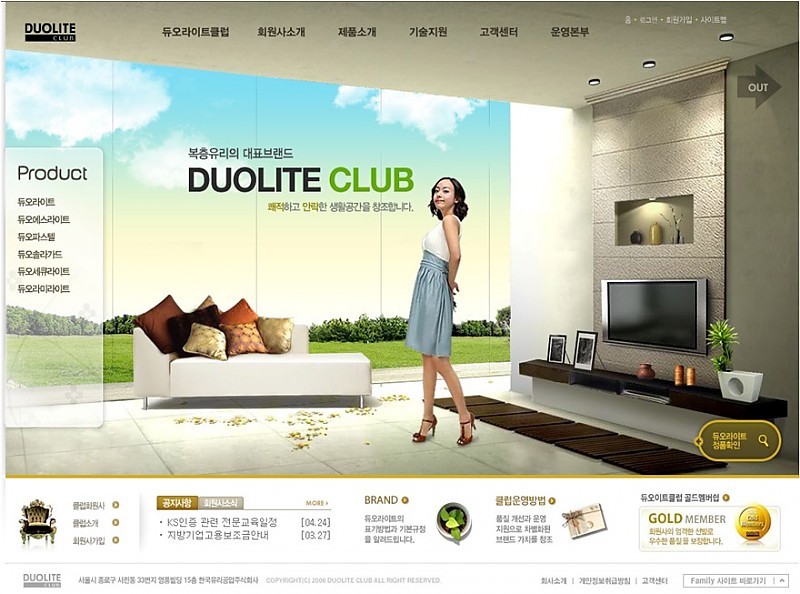 DUOLITE
CLUB
듀오라이트클럽 회원사소개 제품소개 기술지원 고객센터 운영본부
홈 · 로그인 · 회원가입 · 사이트맵
OUT
복층유리의 대표브랜드
DUOLITE CLUB
쾌적하고 안락한 생활공간을 창조합니다.
Product
듀오라이트
듀오에스라이트
듀오파스텔
듀오솔라가드
듀오세큐라이트
듀오라미라이트
듀오라이트
정품확인
클럽회원사
클럽소개
회원사가입
공지사항 회원사소식 MORE
· KS인증 관련 전문교육일정 [04.24]
· 지방기업고용보조금안내 [03.27]
BRAND
듀오라이트의
표기방법과 기본규정
을 알려드립니다.
클럽운영방법
품질 개선과 운영
지원으로 차별화된
브랜드 가치를 창조
듀오라이트클럽 골드멤버쉽
GOLD MEMBER
회원사의 엄격한 선발로
우수한 품질을 보장합니다.
DUOLITE
CLUB
서울시 종로구 서린동 33번지 영풍빌딩 15층 한국유리공업주식회사 COPYRIGHT(C) 2006 DUOLITE CLUB ALL RIGHT RESERVED.
회사소개 | 개인정보취급방침 | 고객센터
Family 사이트 바로가기